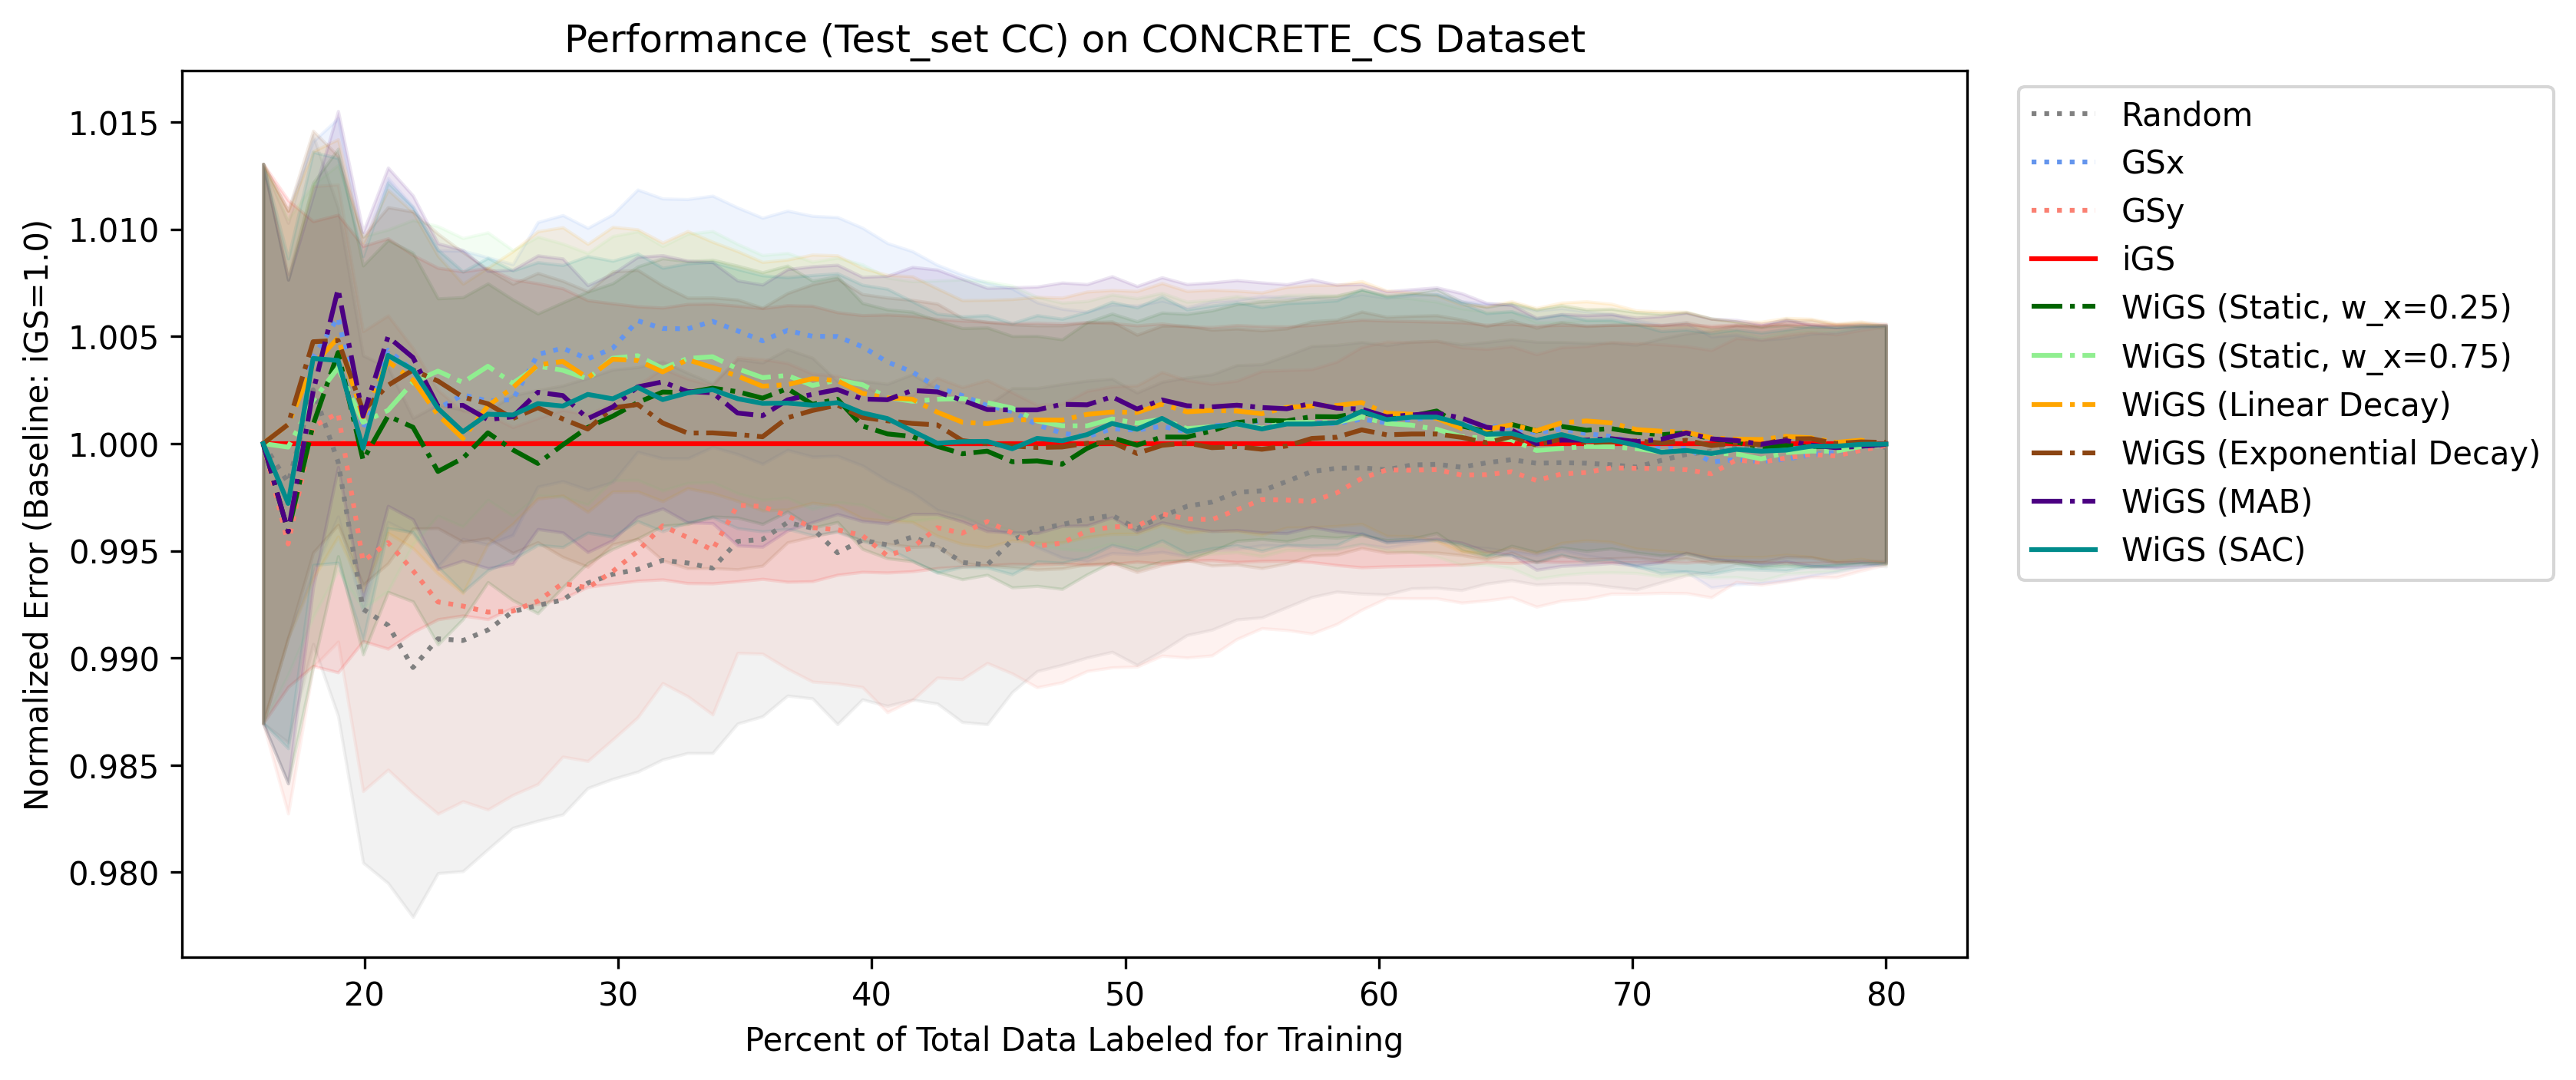 Performance (Test_set CC) on CONCRETE_CS Dataset
Normalized Error (Baseline: iGS=1.0)
1.015
1.010
1.005
1.000
0.995
0.990
0.985
0.980
20 30 40 50 60 70 80
Percent of Total Data Labeled for Training
Random
GSx
GSy
iGS
WiGS (Static, w_x=0.25)
WiGS (Static, w_x=0.75)
WiGS (Linear Decay)
WiGS (Exponential Decay)
WiGS (MAB)
WiGS (SAC)